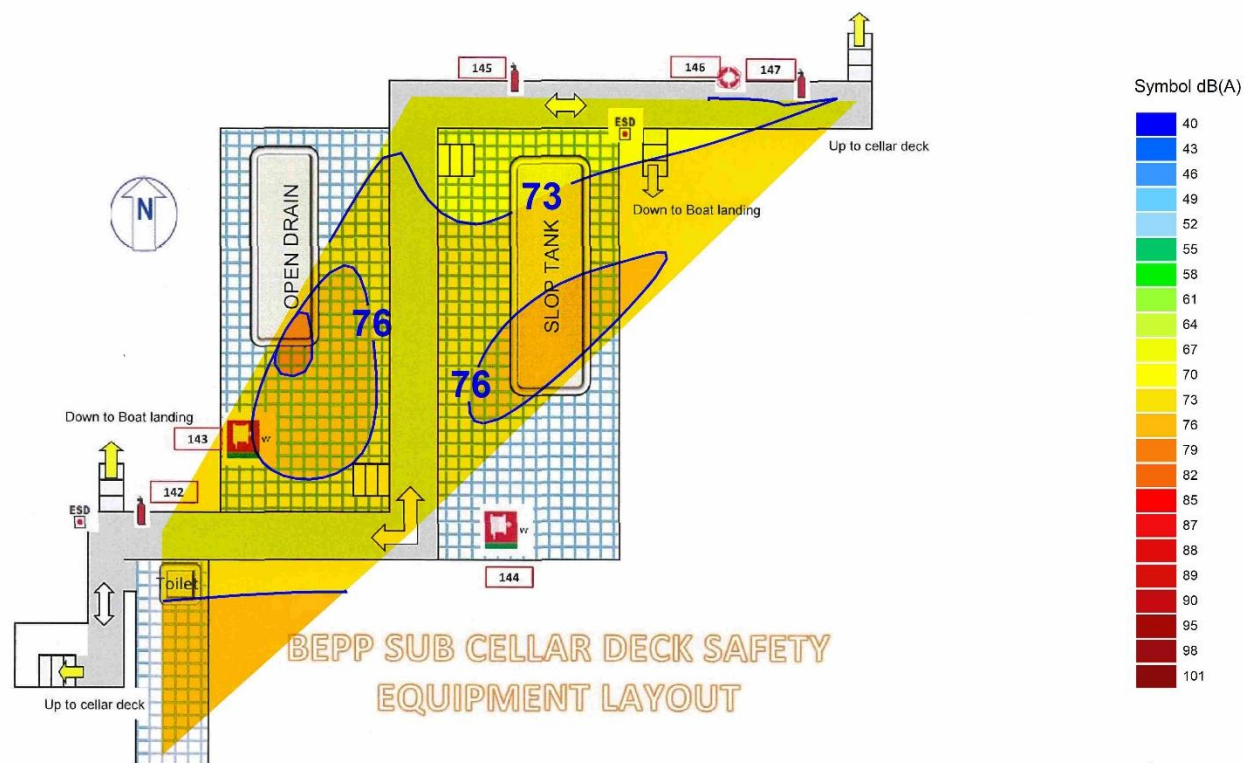 145
146
147
Symbol dB(A)
40
43
46
49
52
55
58
61
64
67
70
73
76
79
82
85
87
88
89
90
95
98
101
ESD
Up to cellar deck
N
OPEN DRAIN
73
SLOP TANK
Down to Boat landing
76
76
Down to Boat landing
143
W
142
ESD
W
144
Toilet
BEPP SUB CELLAR DECK SAFETY
EQUIPMENT LAYOUT
Up to cellar deck